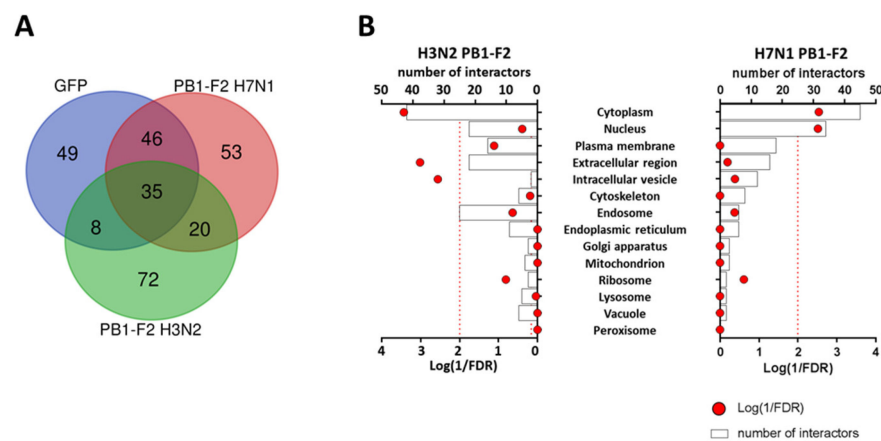 A
GFP
PB1-F2 H7N1
49
46
53
35
8
20
72
PB1-F2 H3N2
B
H3N2 PB1-F2
number of interactors
50 40 30 20 10 0
H7N1 PB1-F2
number of interactors
0 10 20 30 40 50
Cytoplasm
Nucleus
Plasma membrane
Extracellular region
Intracellular vesicle
Cytoskeleton
Endosome
Endoplasmic reticulum
Golgi apparatus
Mitochondrion
Ribosome
Lysosome
Vacuole
Peroxisome
4 3 2 1 0
Log(1/FDR)
0 1 2 3 4
Log(1/FDR)
Log(1/FDR)
number of interactors